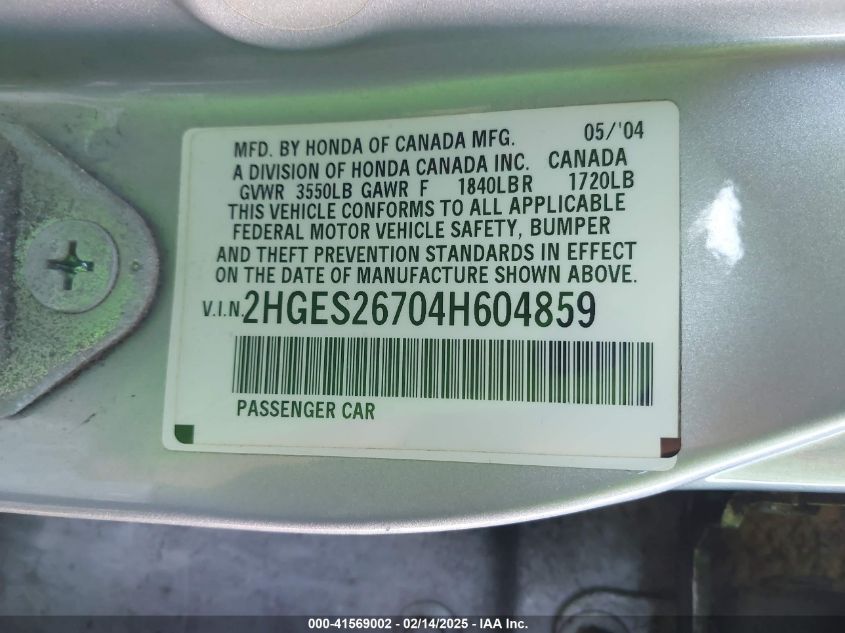 MFD. BY HONDA OF CANADA MFG. 05/'04
A DIVISION OF HONDA CANADA INC. CANADA
GVWR 3550LB GAWR F 1840LBR 1720LB
THIS VEHICLE CONFORMS TO ALL APPLICABLE
FEDERAL MOTOR VEHICLE SAFETY, BUMPER
AND THEFT PREVENTION STANDARDS IN EFFECT
ON THE DATE OF MANUFACTURE SHOWN ABOVE.
V.I.N. 2HGES26704H604859
PASSENGER CAR
000-41569002 - 02/14/2025 - IAA Inc.